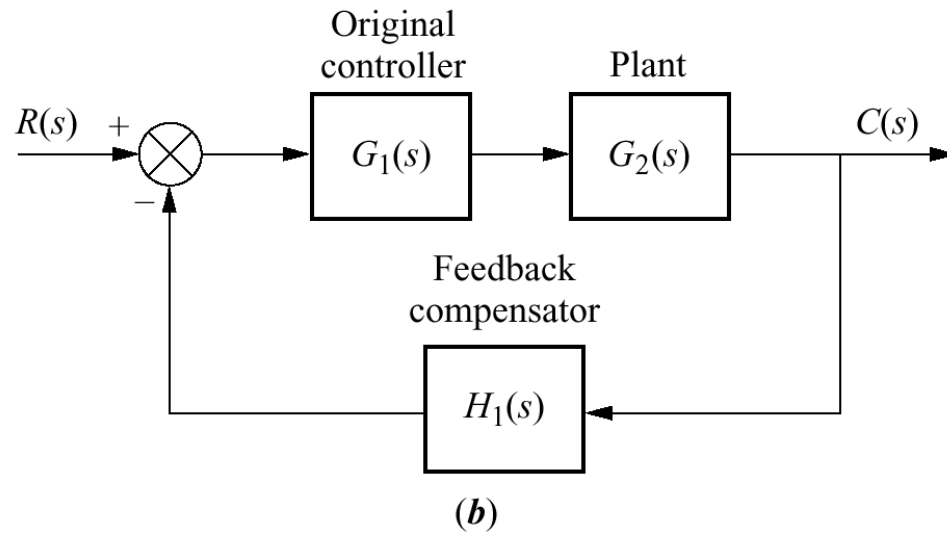 Original
controller
Plant
R(s)
+
C(s)
G₁(s)
G₂(s)
−
Feedback
compensator
H₁(s)
(b)